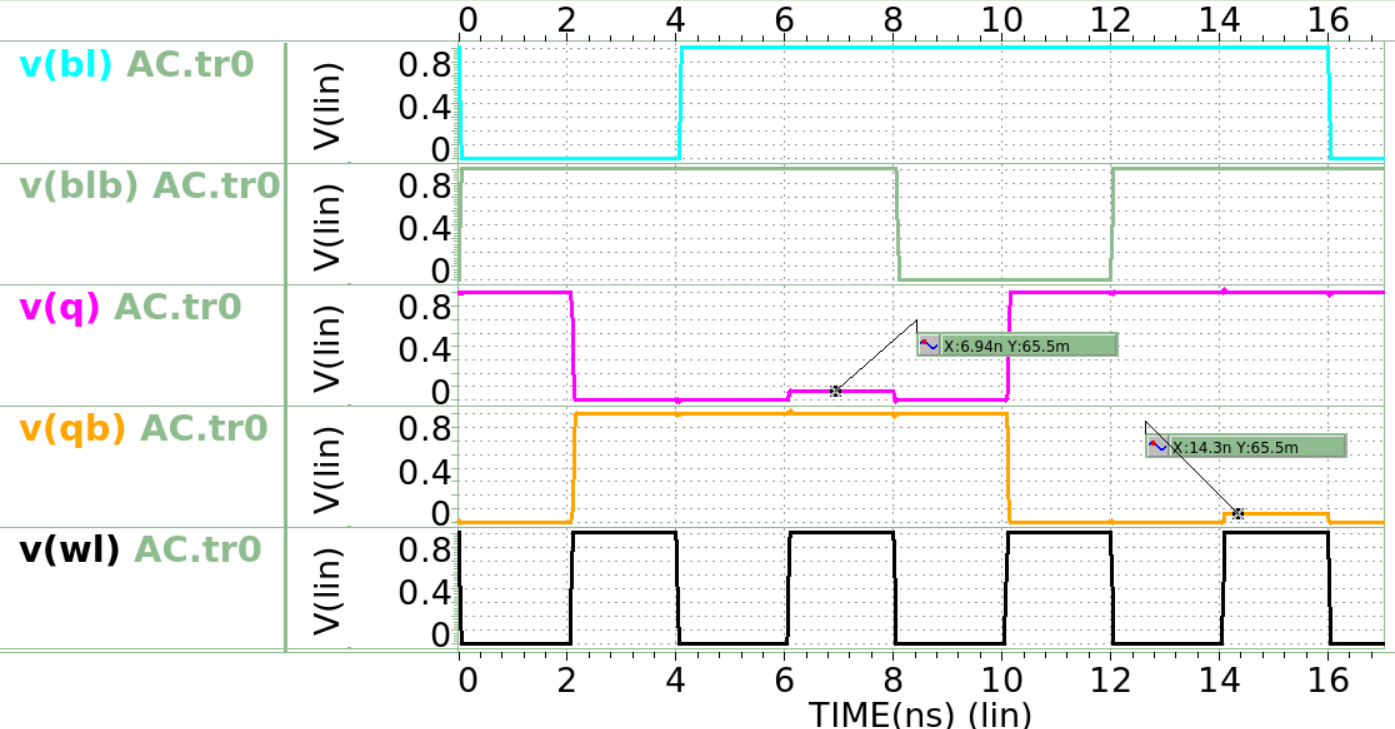 0 2 4 6 8 10 12 14 16
v(bl) AC.tr0
V(lin)
0.8
0.4
0
v(blb) AC.tr0
V(lin)
0.8
0.4
0
v(q) AC.tr0
V(lin)
0.8
0.4
0
X:6.94n Y:65.5m
v(qb) AC.tr0
V(lin)
0.8
0.4
0
X:14.3n Y:65.5m
v(wl) AC.tr0
V(lin)
0.8
0.4
0
0 2 4 6 8 10 12 14 16
TIME(ns) (lin)